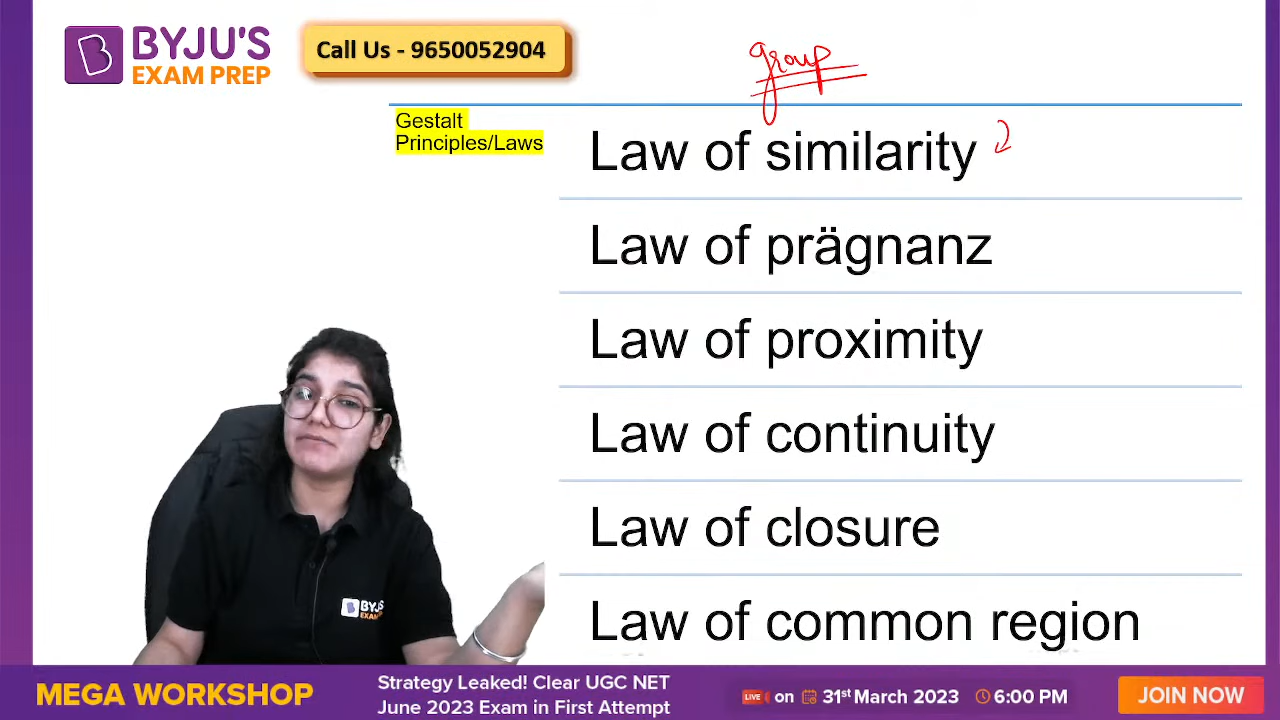 BYJU'S
EXAM PREP
Call Us - 9650052904
group
Gestalt
Principles/Laws
Law of similarity
Law of prägnanz
Law of proximity
Law of continuity
Law of closure
Law of common region
BYJU'S
EXAM
MEGA WORKSHOP
Strategy Leaked! Clear UGC NET
June 2023 Exam in First Attempt
LIVE on 31st March 2023 6:00 PM
JOIN NOW